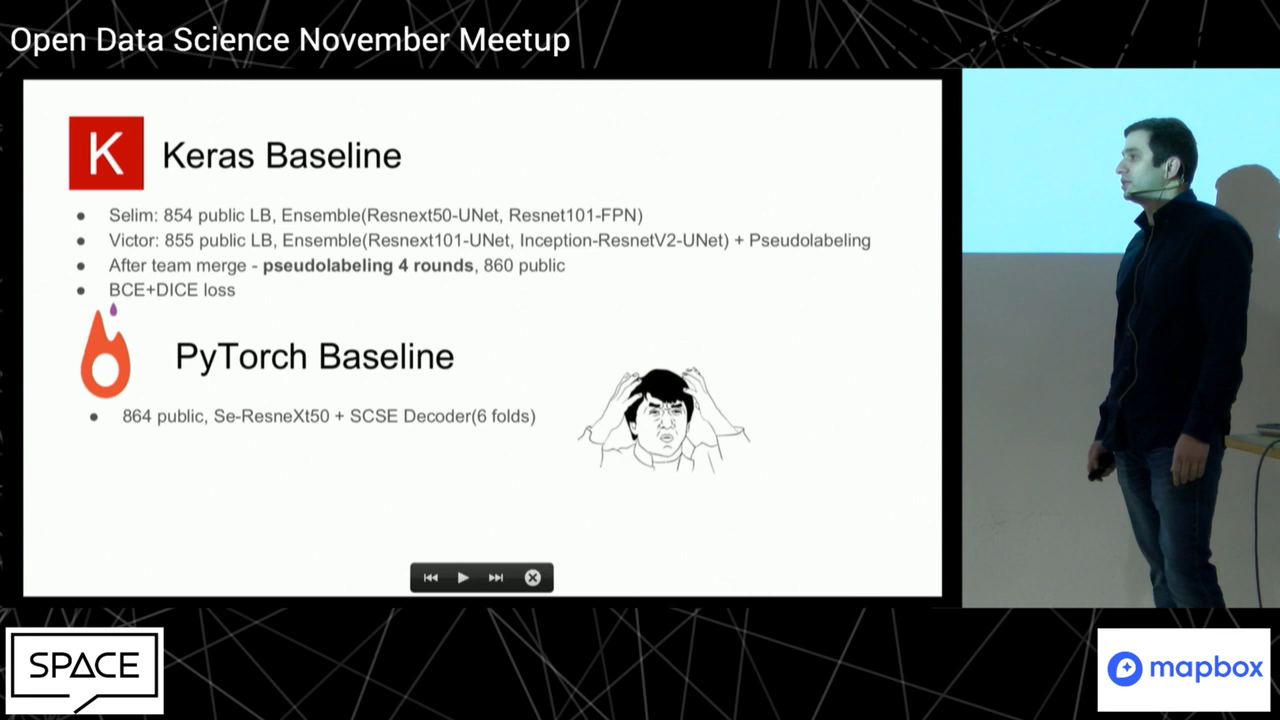 Open Data Science November Meetup
K Keras Baseline
● Selim: 854 public LB, Ensemble(Resnext50-UNet, Resnet101-FPN)
● Victor: 855 public LB, Ensemble(Resnext101-UNet, Inception-ResnetV2-UNet) + Pseudolabeling
● After team merge - pseudolabeling 4 rounds, 860 public
● BCE+DICE loss
PyTorch Baseline
● 864 public, Se-ResneXt50 + SCSE Decoder(6 folds)
SPACE
mapbox